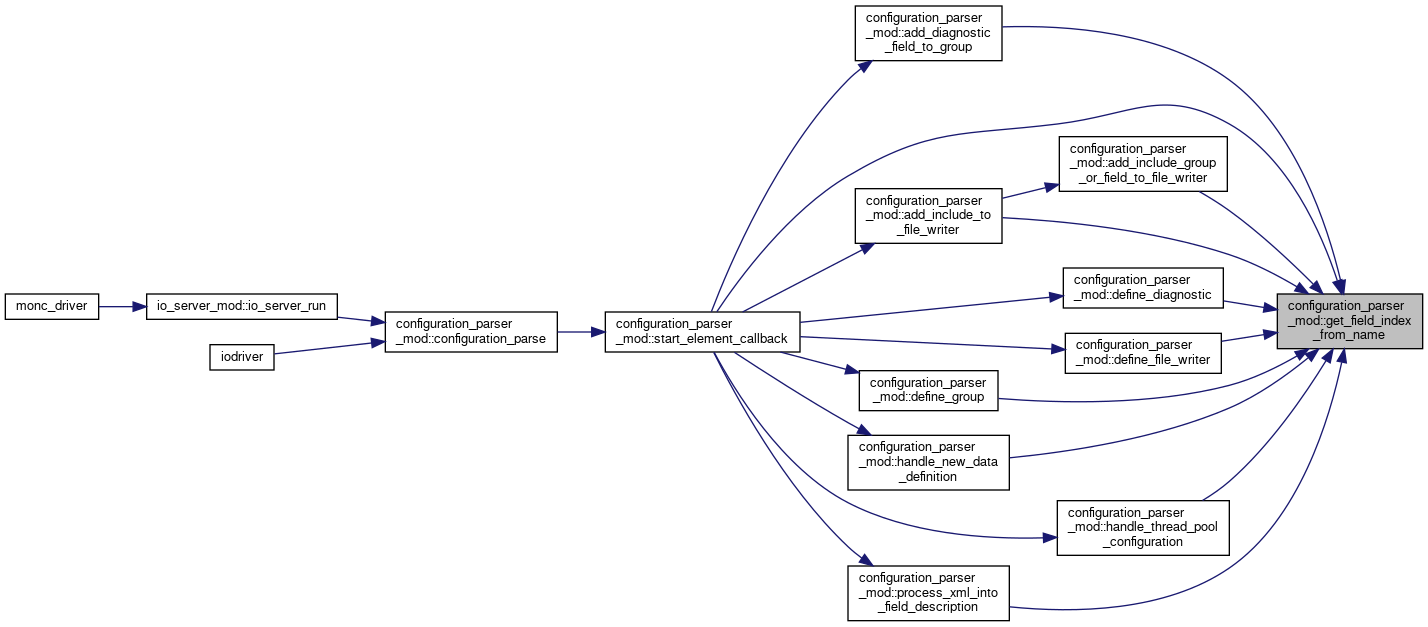 monc_driver
io_server_mod::io_server_run
iodriver
configuration_parser
_mod::configuration_parse
configuration_parser
_mod::start_element_callback
configuration_parser
_mod::add_diagnostic
_field_to_group
configuration_parser
_mod::add_include_to
_file_writer
configuration_parser
_mod::define_group
configuration_parser
_mod::handle_new_data
_definition
configuration_parser
_mod::process_xml_into
_field_description
configuration_parser
_mod::add_include_group
_or_field_to_file_writer
configuration_parser
_mod::define_diagnostic
configuration_parser
_mod::define_file_writer
configuration_parser
_mod::handle_thread_pool
_configuration
configuration_parser
_mod::get_field_index
_from_name